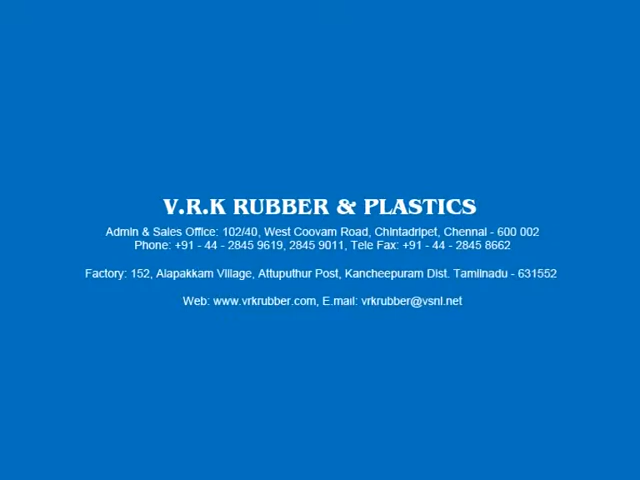 V.R.K RUBBER & PLASTICS
Admin & Sales Office: 102/40, West Coovam Road, Chintadripet, Chennai - 600 002
Phone: +91 - 44 - 2845 9619, 2845 9011, Tele Fax: +91 - 44 - 2845 8662
Factory: 152, Alapakkam Village, Attuputhur Post, Kancheepuram Dist. Tamilnadu - 631552
Web: www.vrkrubber.com, E.mail: vrkrubber@vsnl.net